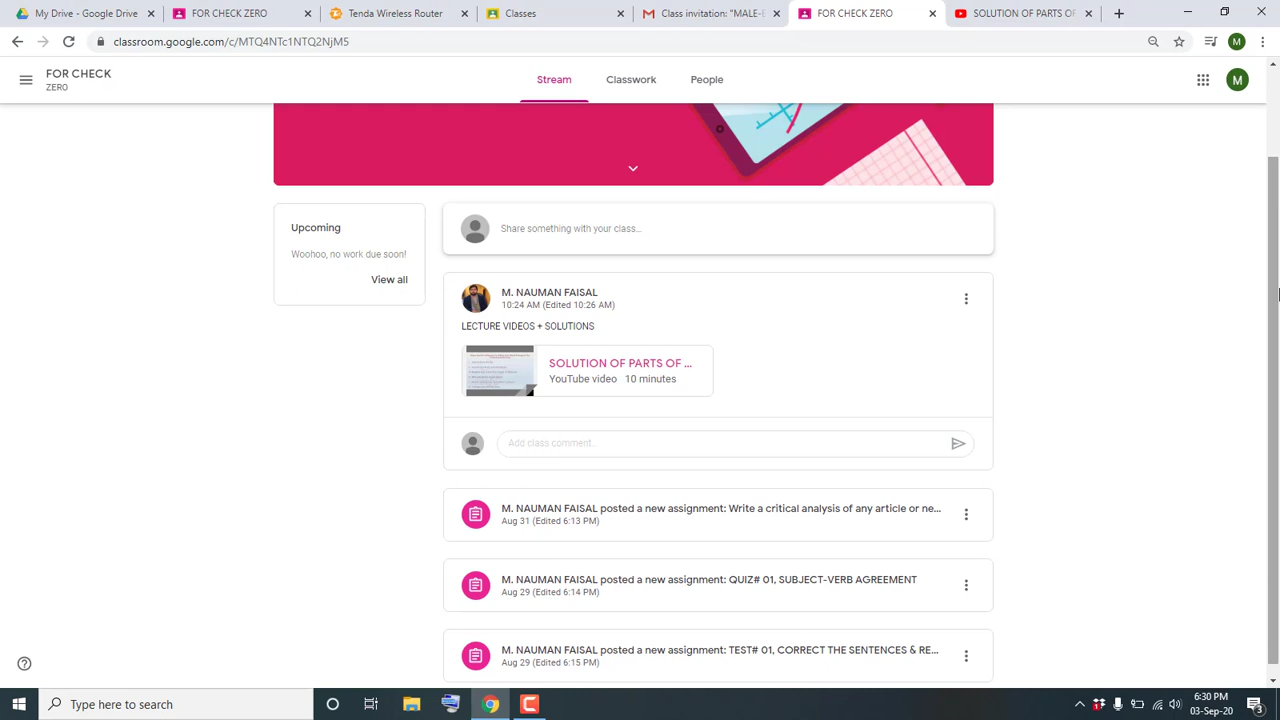 My Drive - Google Drive
FOR CHECK ZERO
Tenda Wireless Router
Classes
Class invitation: "MALE-E
FOR CHECK ZERO
SOLUTION OF PARTS OF
classroom.google.com/c/MTQ4NTc1NTQ2NjM5
M
FOR CHECK
ZERO
Stream
Classwork
People
M
Upcoming
Woohoo, no work due soon!
View all
Share something with your class...
M. NAUMAN FAISAL
10:24 AM (Edited 10:26 AM)
LECTURE VIDEOS + SOLUTIONS
SOLUTION OF PARTS OF ...
YouTube video 10 minutes
Add class comment...
M. NAUMAN FAISAL posted a new assignment: Write a critical analysis of any article or ne...
Aug 31 (Edited 6:13 PM)
M. NAUMAN FAISAL posted a new assignment: QUIZ# 01, SUBJECT-VERB AGREEMENT
Aug 29 (Edited 6:14 PM)
M. NAUMAN FAISAL posted a new assignment: TEST# 01, CORRECT THE SENTENCES & RE...
Aug 29 (Edited 6:15 PM)
Type here to search
6:30 PM
03-Sep-20